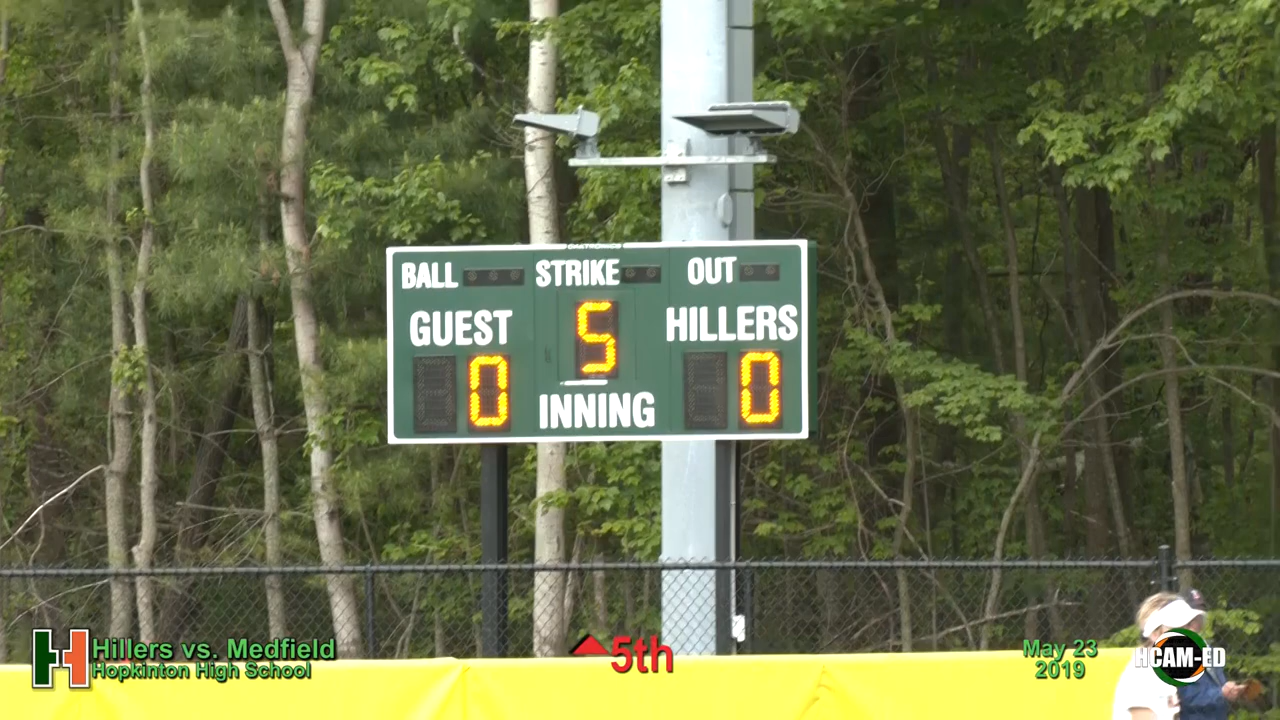 BALL STRIKE OUT
GUEST 5 HILLERS
0 0
INNING
Hillers vs. Medfield
Hopkinton High School
5th
May 23
2019
HCAM-ED
H